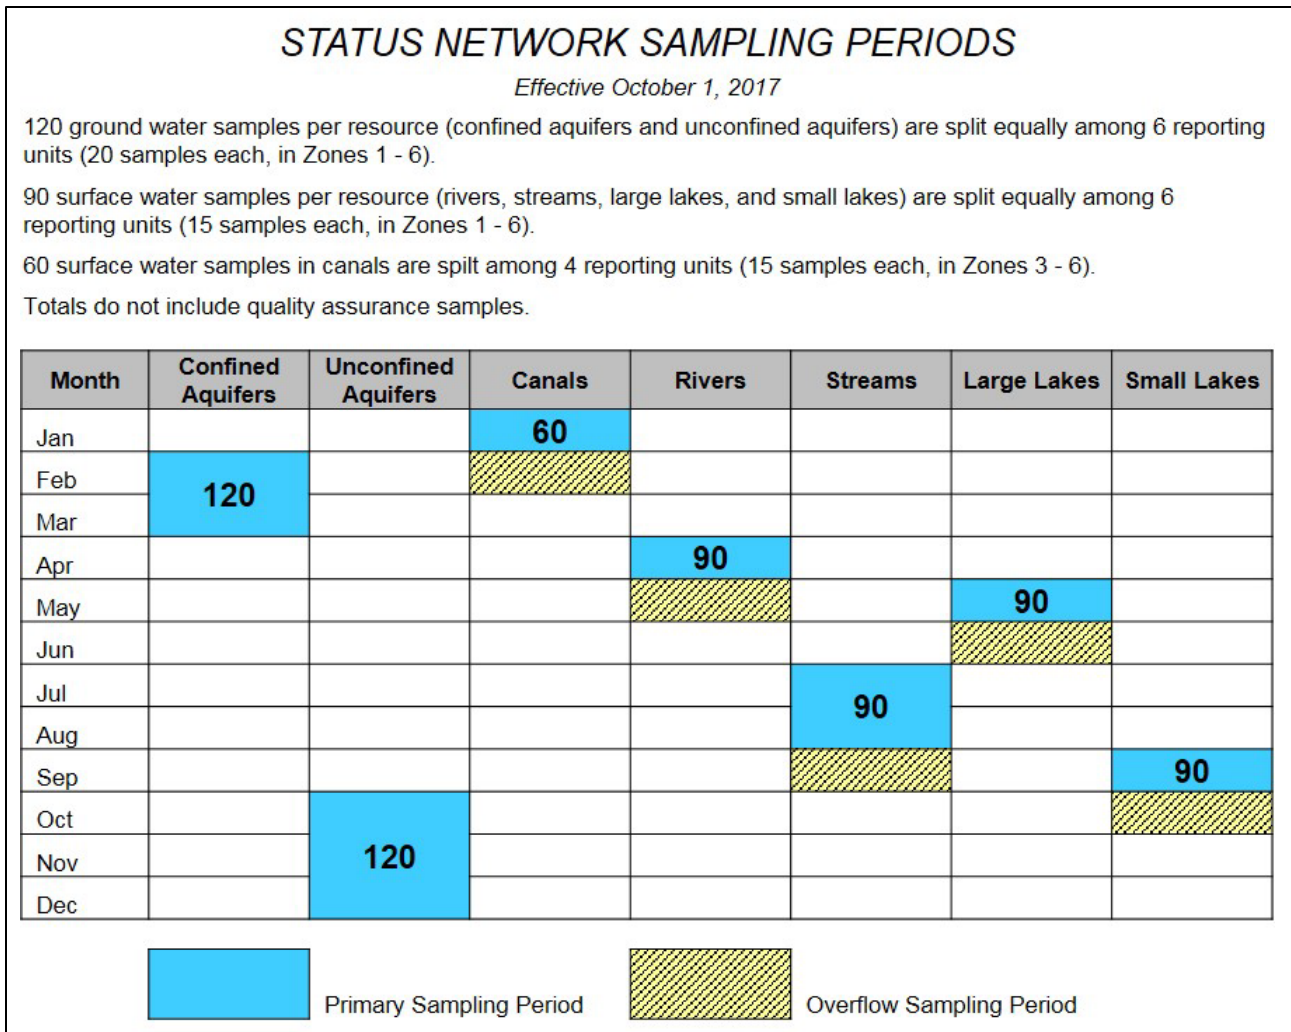 STATUS NETWORK SAMPLING PERIODS
Effective October 1, 2017
120 ground water samples per resource (confined aquifers and unconfined aquifers) are split equally among 6 reporting
units (20 samples each, in Zones 1 - 6).
90 surface water samples per resource (rivers, streams, large lakes, and small lakes) are split equally among 6
reporting units (15 samples each, in Zones 1 - 6).
60 surface water samples in canals are spilt among 4 reporting units (15 samples each, in Zones 3 - 6).
Totals do not include quality assurance samples.
Month Confined Aquifers Unconfined Aquifers Canals Rivers Streams Large Lakes Small Lakes
Jan 60
Feb
120
Mar
Apr 90
May 90
Jun
Jul
90
Aug
Sep 90
Oct
Nov 120
Dec
Primary Sampling Period Overflow Sampling Period